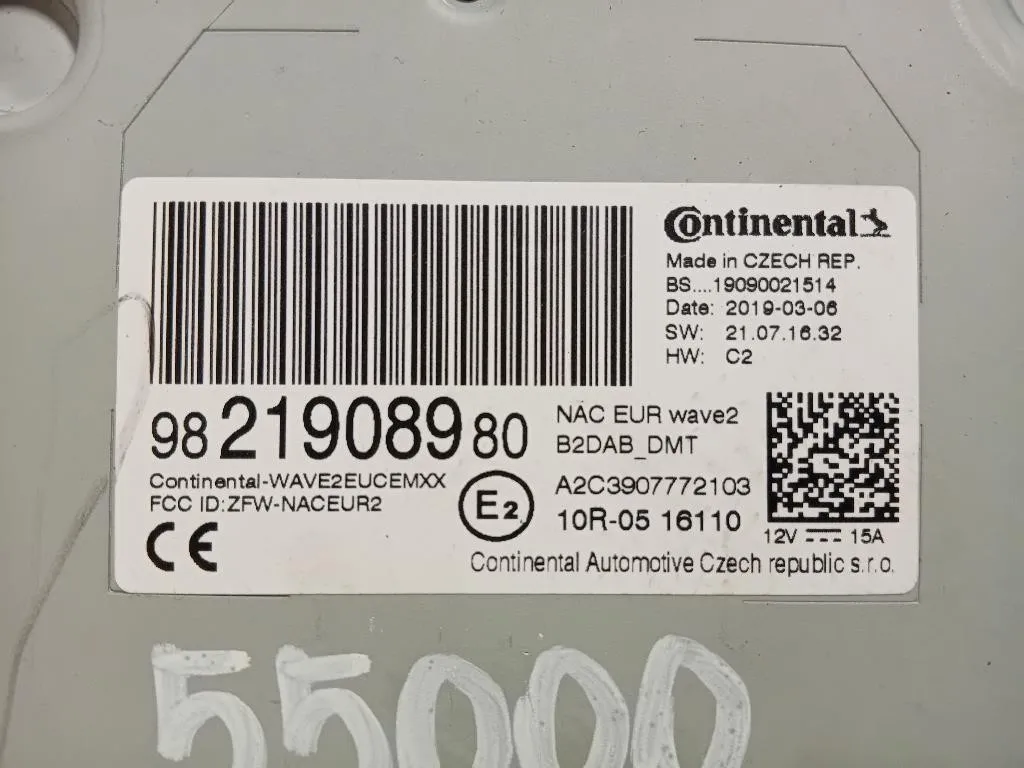 Continental
Made in CZECH REP.
BS....19090021514
Date: 2019-03-06
SW: 21.07.16.32
HW: C2
98 219089 80
NAC EUR wave2
B2DAB_DMT
Continental-WAVE2EUCEMXX
FCC ID:ZFW-NACEUR2
E2
A2C3907772103
10R-05 16110
12V 15A
CE
Continental Automotive Czech republic s.r.o.
55000